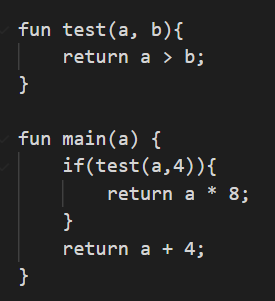 fun test(a, b){
    return a > b;
}

fun main(a) {
    if(test(a,4)){
        return a * 8;
    }
    return a + 4;
}